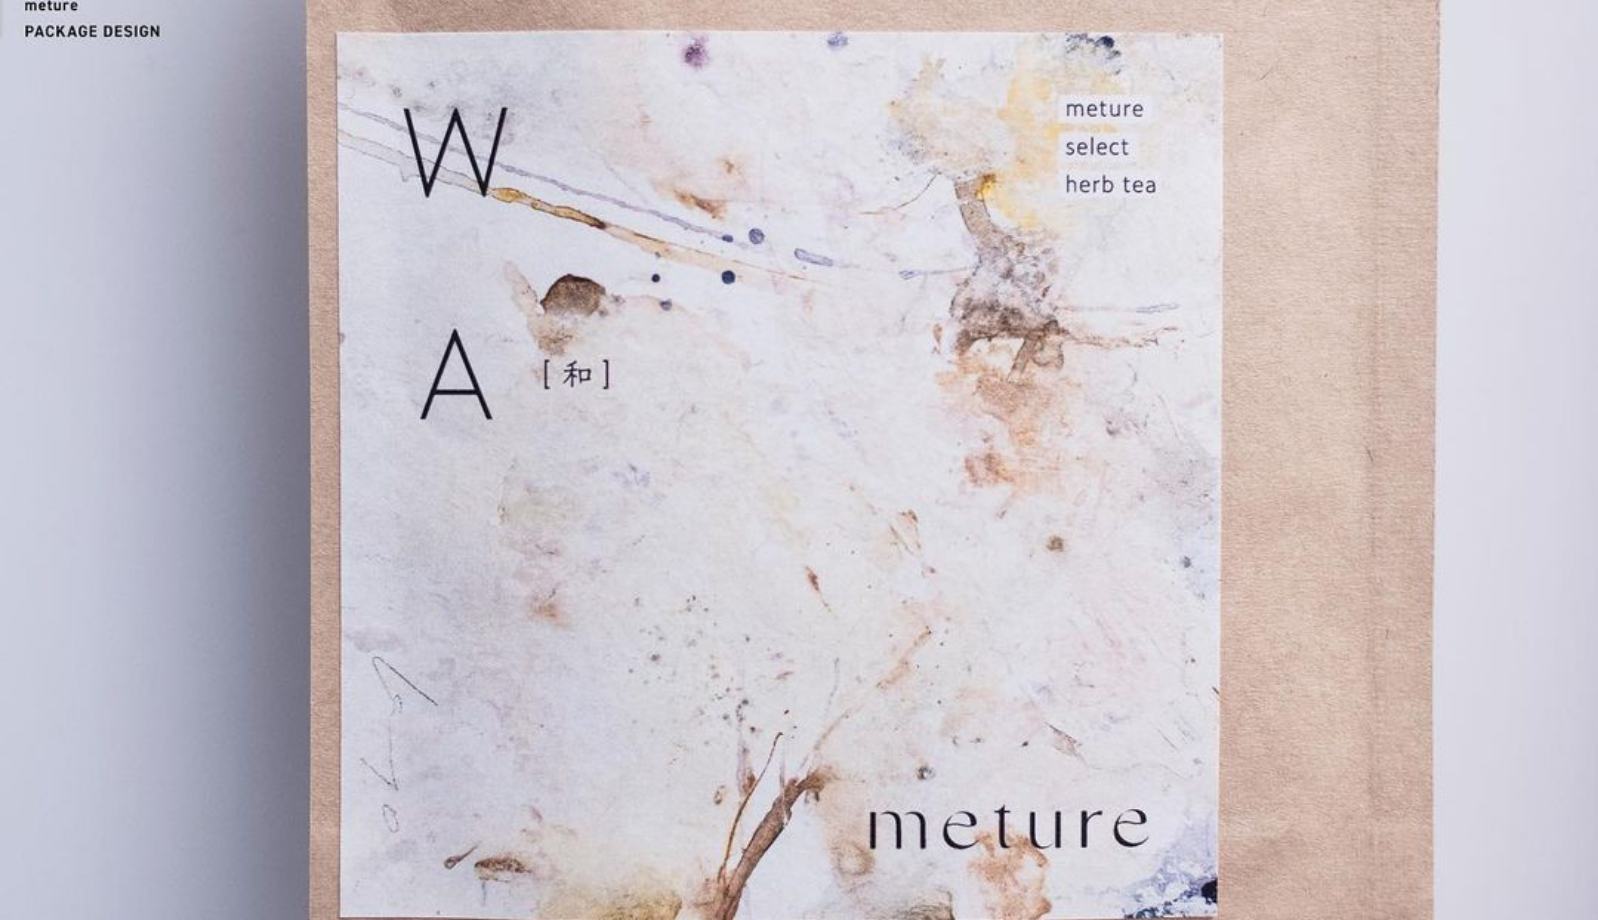 meture
PACKAGE DESIGN
W
A [和]
meture
select
herb tea
meture